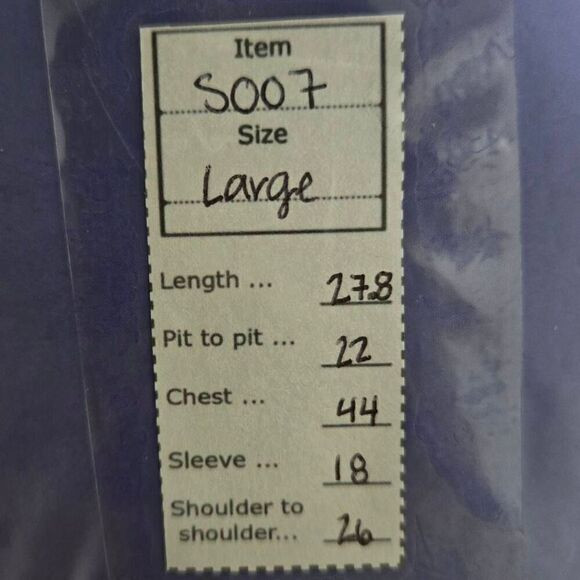 Item
S007
Size
Large
Length ... 27.8
Pit to pit ... 22
Chest ... 44
Sleeve ... 18
Shoulder to
shoulder... 26